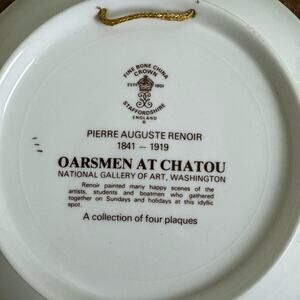 FINE BONE CHINA
CROWN
ESTD 1801
STAFFORDSHIRE
ENGLAND
PIERRE AUGUSTE RENOIR
1841 – 1919
OARSMEN AT CHATOU
NATIONAL GALLERY OF ART, WASHINGTON
Renoir painted many happy scenes of the
artists, students and boatmen who gathered
together on Sundays and holidays at this idyllic
spot.
A collection of four plaques